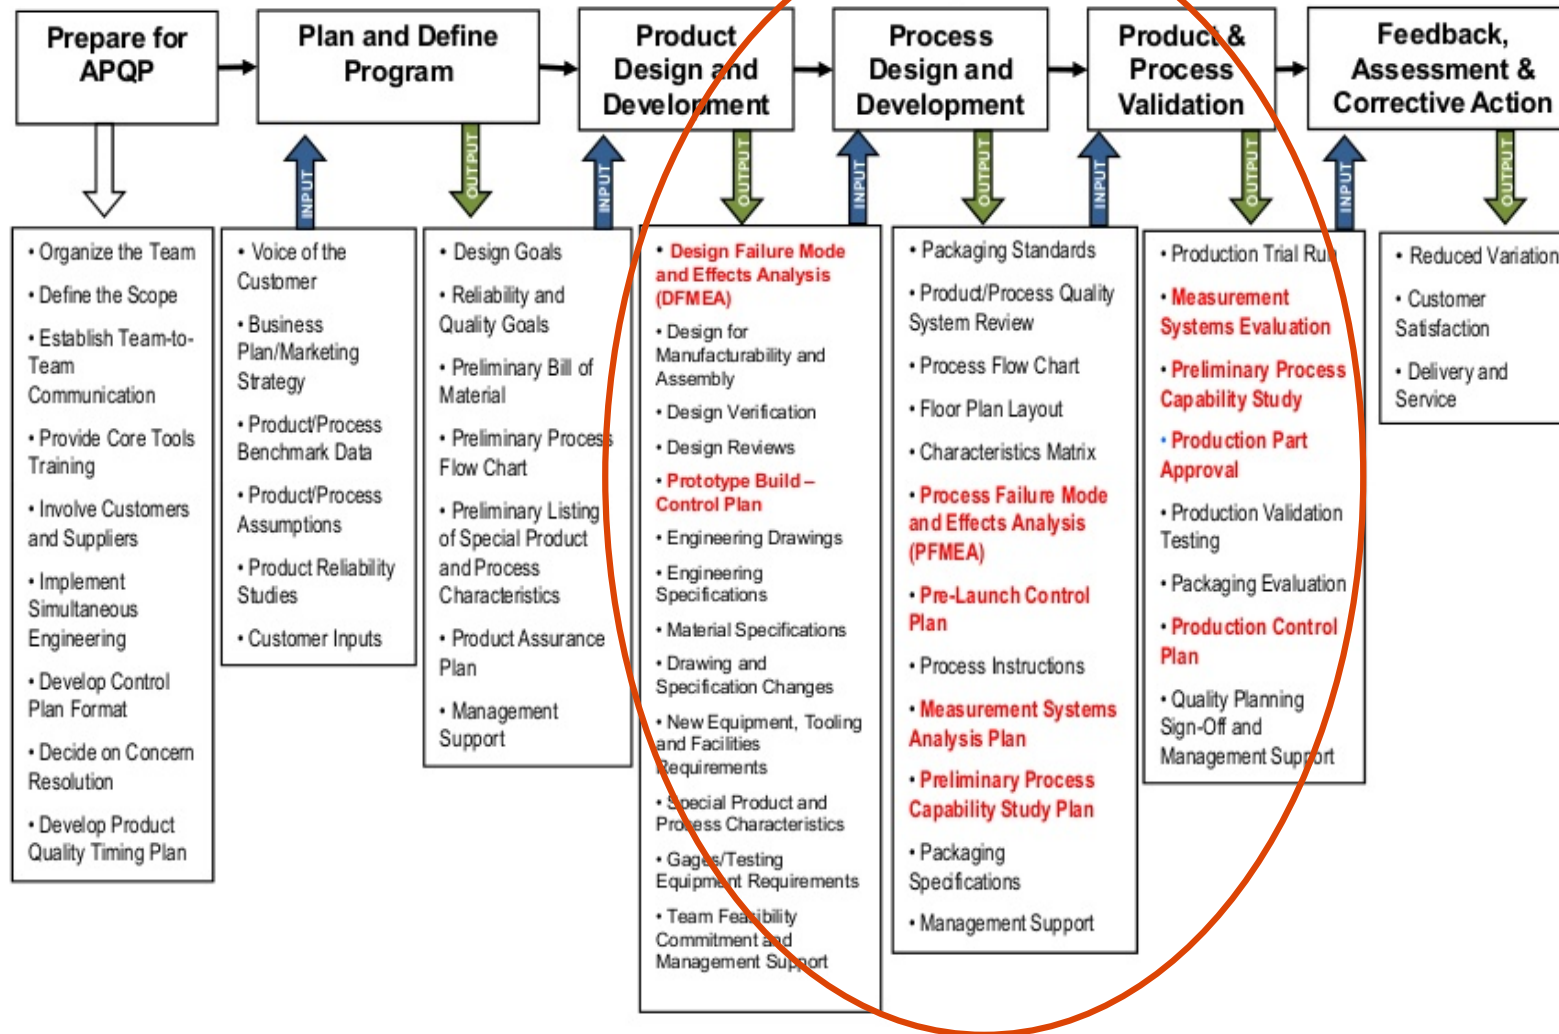 Prepare for
APQP
Plan and Define
Program
Product
Design and
Development
Process
Design and
Development
Product &
Process
Validation
Feedback,
Assessment &
Corrective Action
INPUT
OUTPUT
INPUT
OUTPUT
INPUT
OUTPUT
INPUT
OUTPUT
INPUT
OUTPUT
• Organize the Team
• Define the Scope
• Establish Team-to-
Team
Communication
• Provide Core Tools
Training
• Involve Customers
and Suppliers
• Implement
Simultaneous
Engineering
• Develop Control
Plan Format
• Decide on Concern
Resolution
• Develop Product
Quality Timing Plan
• Voice of the
Customer
• Business
Plan/Marketing
Strategy
• Product/Process
Benchmark Data
• Product/Process
Assumptions
• Product Reliability
Studies
• Customer Inputs
• Design Goals
• Reliability and
Quality Goals
• Preliminary Bill of
Material
• Preliminary Process
Flow Chart
• Preliminary Listing
of Special Product
and Process
Characteristics
• Product Assurance
Plan
• Management
Support
• Design Failure Mode
and Effects Analysis
(DFMEA)
• Design for
Manufacturability and
Assembly
• Design Verification
• Design Reviews
• Prototype Build –
Control Plan
• Engineering Drawings
• Engineering
Specifications
• Material Specifications
• Drawing and
Specification Changes
• New Equipment, Tooling
and Facilities
Requirements
• Special Product and
Process Characteristics
• Gages/Testing
Equipment Requirements
• Team Feasibility
Commitment and
Management Support
• Packaging Standards
• Product/Process Quality
System Review
• Process Flow Chart
• Floor Plan Layout
• Characteristics Matrix
• Process Failure Mode
and Effects Analysis
(PFMEA)
• Pre-Launch Control
Plan
• Process Instructions
• Measurement Systems
Analysis Plan
• Preliminary Process
Capability Study Plan
• Packaging
Specifications
• Management Support
• Production Trial Run
• Measurement
Systems Evaluation
• Preliminary Process
Capability Study
• Production Part
Approval
• Production Validation
Testing
• Packaging Evaluation
• Production Control
Plan
• Quality Planning
Sign-Off and
Management Support
• Reduced Variation
• Customer
Satisfaction
• Delivery and
Service